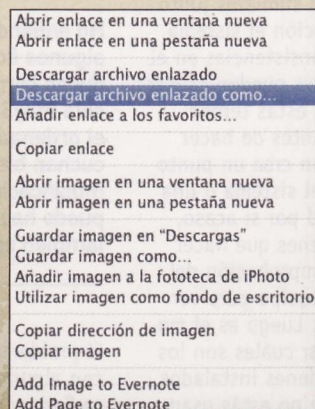 Abrir enlace en una ventana nueva
Abrir enlace en una pestaña nueva
Descargar archivo enlazado
Descargar archivo enlazado como...
Añadir enlace a los favoritos...
Copiar enlace
Abrir imagen en una ventana nueva
Abrir imagen en una pestaña nueva
Guardar imagen en “Descargas”
Guardar imagen como...
Añadir imagen a la fototeca de iPhoto
Utilizar imagen como fondo de escritorio
Copiar dirección de imagen
Copiar imagen
Add Image to Evernote
Add Page to Evernote